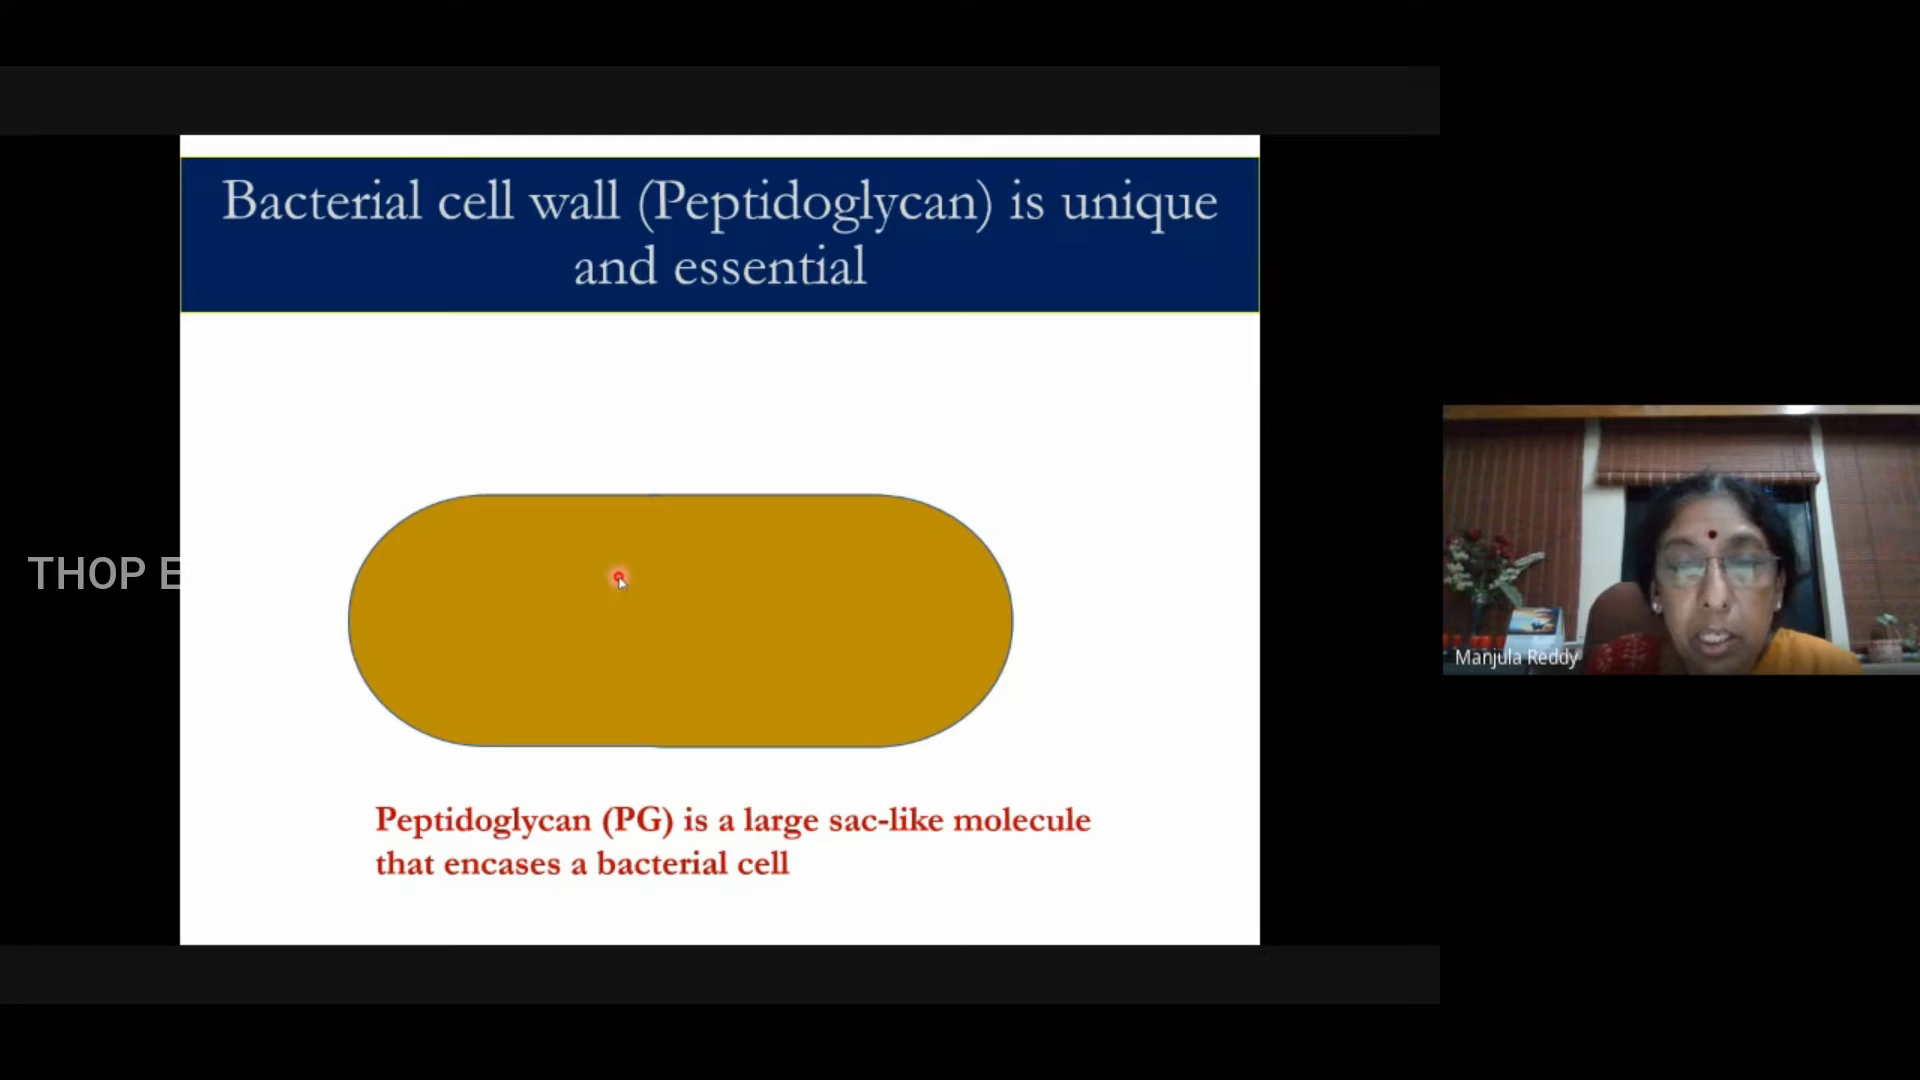 Bacterial cell wall (Peptidoglycan) is unique
and essential
THOP E
Peptidoglycan (PG) is a large sac-like molecule
that encases a bacterial cell
Manjula Reddy